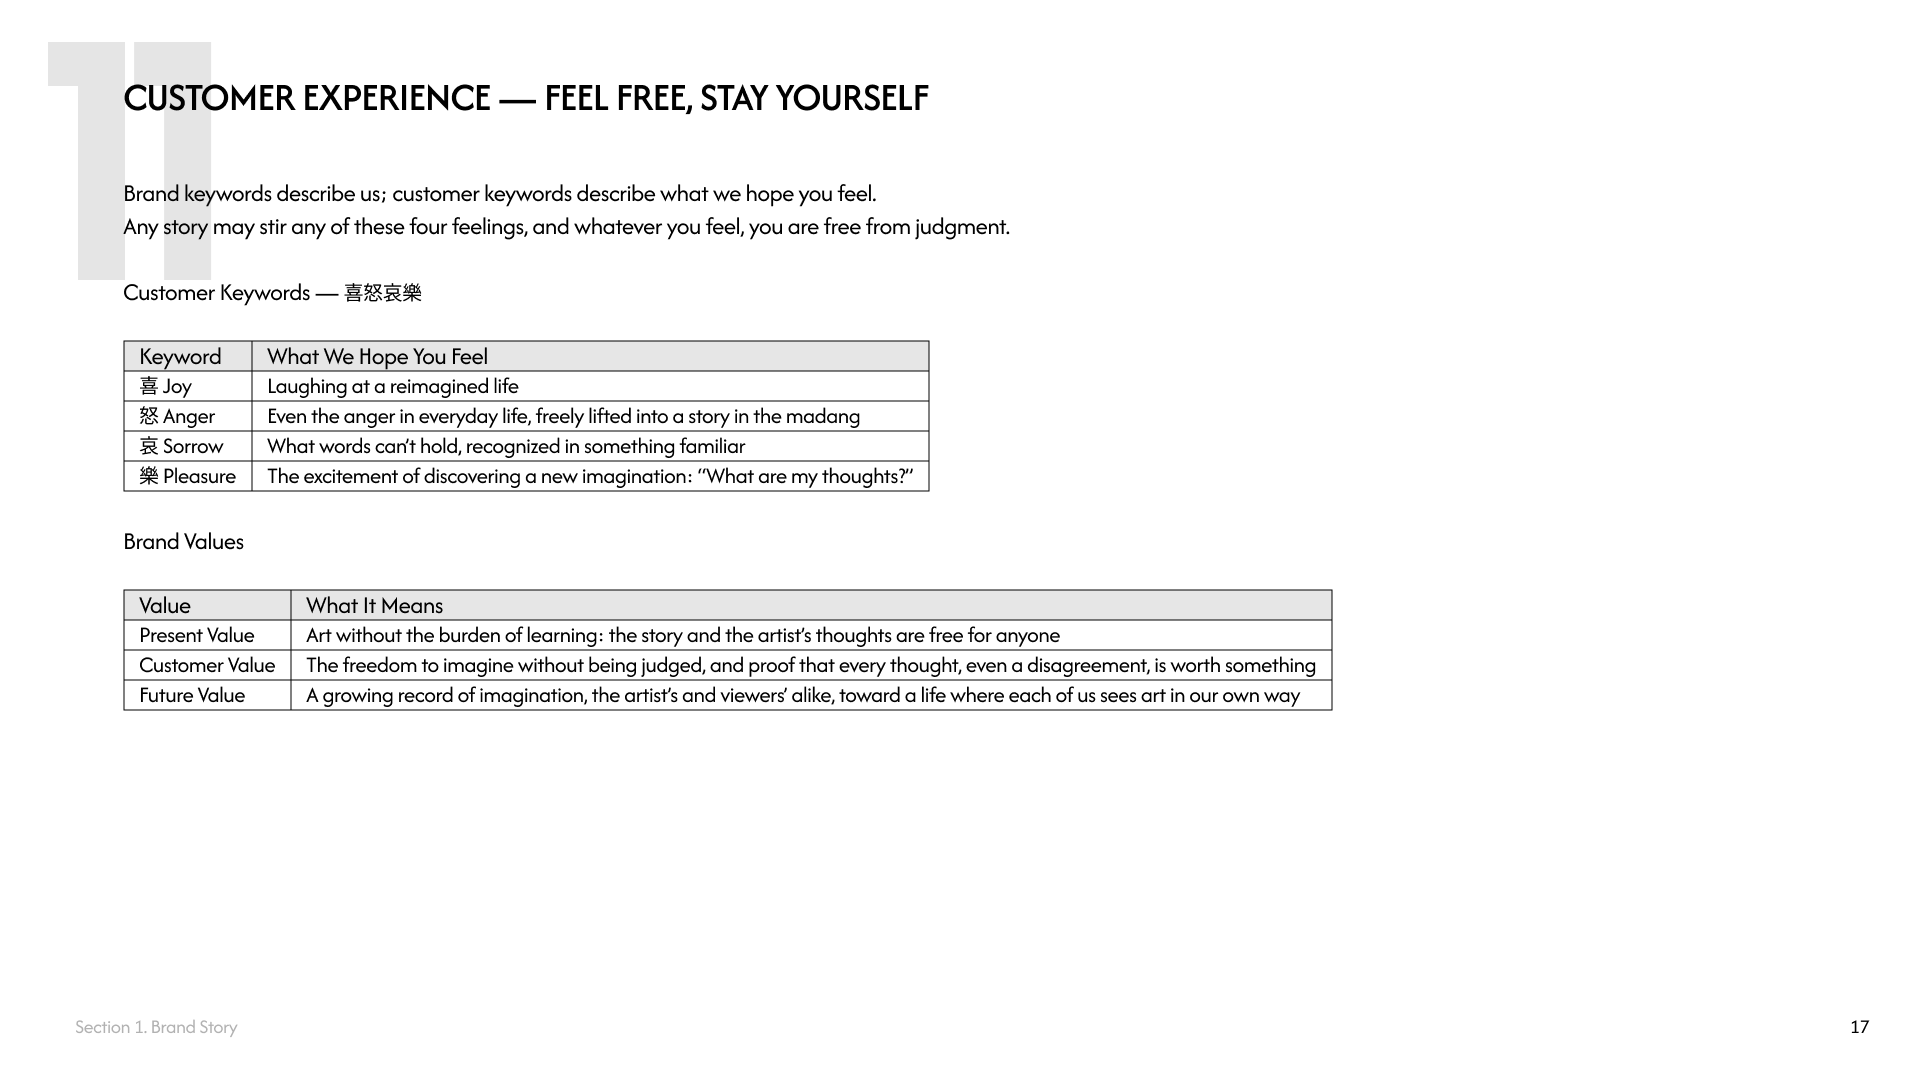 11
CUSTOMER EXPERIENCE — FEEL FREE, STAY YOURSELF
Brand keywords describe us; customer keywords describe what we hope you feel.
Any story may stir any of these four feelings, and whatever you feel, you are free from judgment.
Customer Keywords — 喜怒哀樂
Keyword What We Hope You Feel
喜 Joy Laughing at a reimagined life
怒 Anger Even the anger in everyday life, freely lifted into a story in the madang
哀 Sorrow What words can’t hold, recognized in something familiar
樂 Pleasure The excitement of discovering a new imagination: “What are my thoughts?”
Brand Values
Value What It Means
Present Value Art without the burden of learning: the story and the artist’s thoughts are free for anyone
Customer Value The freedom to imagine without being judged, and proof that every thought, even a disagreement, is worth something
Future Value A growing record of imagination, the artist’s and viewers’ alike, toward a life where each of us sees art in our own way
Section 1. Brand Story
17